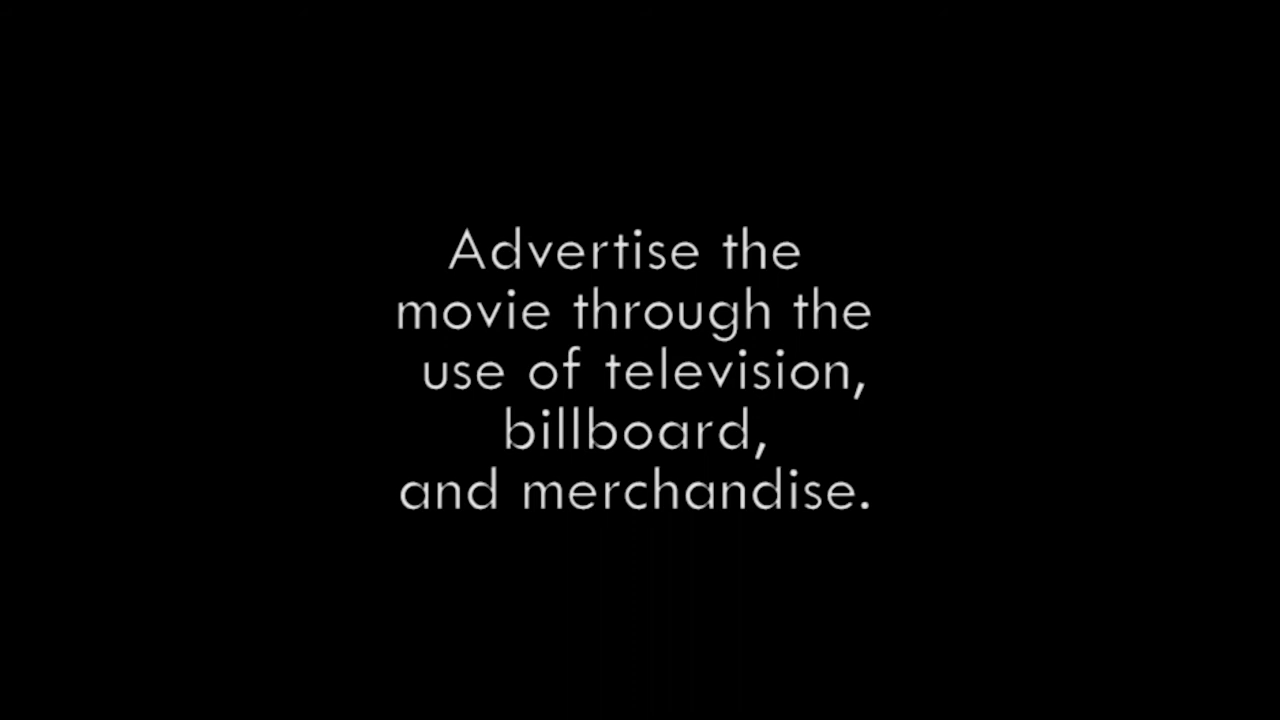 Advertise the
movie through the
use of television,
billboard,
and merchandise.